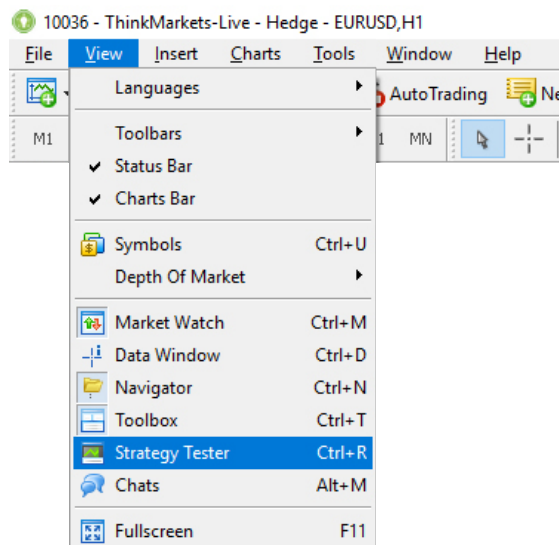 10036 - ThinkMarkets-Live - Hedge - EURUSD,H1
File View Insert Charts Tools Window Help
AutoTrading
M1 MN
Languages
Toolbars
Status Bar
Charts Bar
Symbols Ctrl+U
Depth Of Market
Market Watch Ctrl+M
Data Window Ctrl+D
Navigator Ctrl+N
Toolbox Ctrl+T
Strategy Tester Ctrl+R
Chats Alt+M
Fullscreen F11